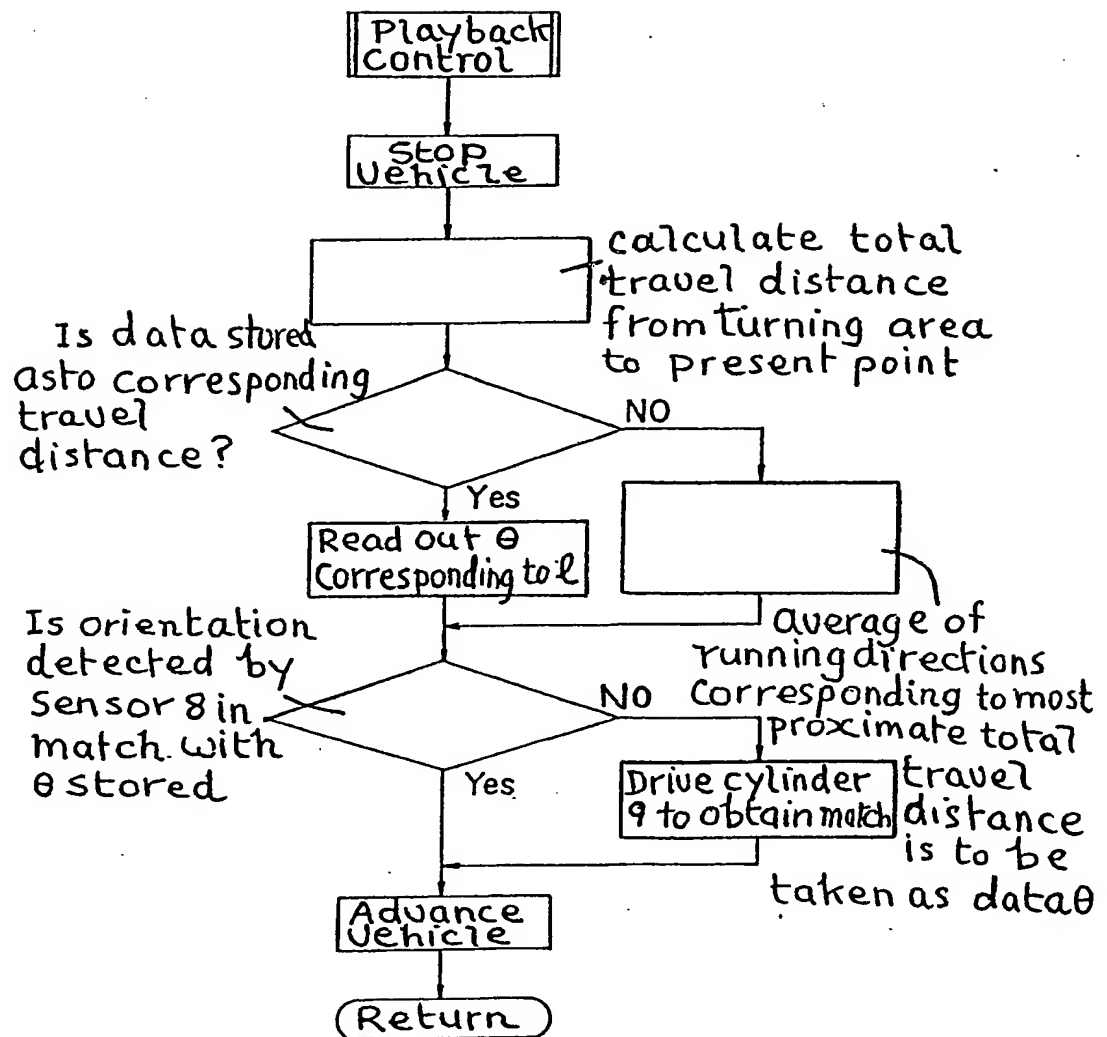 Playback
Control
Stop
Vehicle
calculate total
travel distance
from turning area
to present point
Is data stored
as to corresponding
travel
distance?
NO
Yes
Read out θ
Corresponding to ℓ
average of
running directions
corresponding to most
proximate total
travel
distance
is to be
taken as data θ
Is orientation
detected by
Sensor 8 in
match with
θ stored
NO
Yes
Drive cylinder
9 to obtain match
Advance
Vehicle
Return